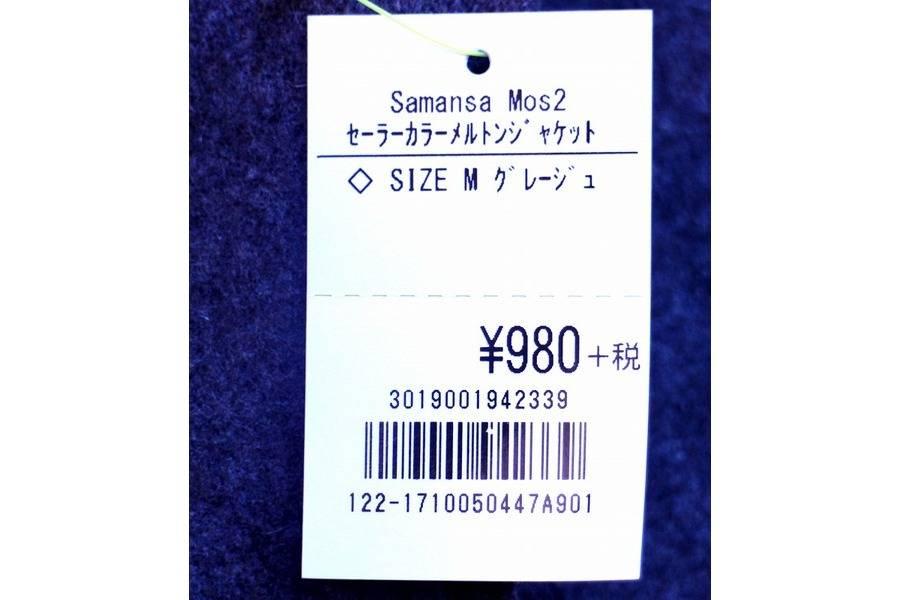 Samansa Mos2
ｾｰﾗｰｶﾗｰﾒﾙﾄﾝｼﾞｬｹｯﾄ
◇ SIZE M ｸﾞﾚｰｼﾞｭ
¥980+税
3019001942339
122-1710050447A901